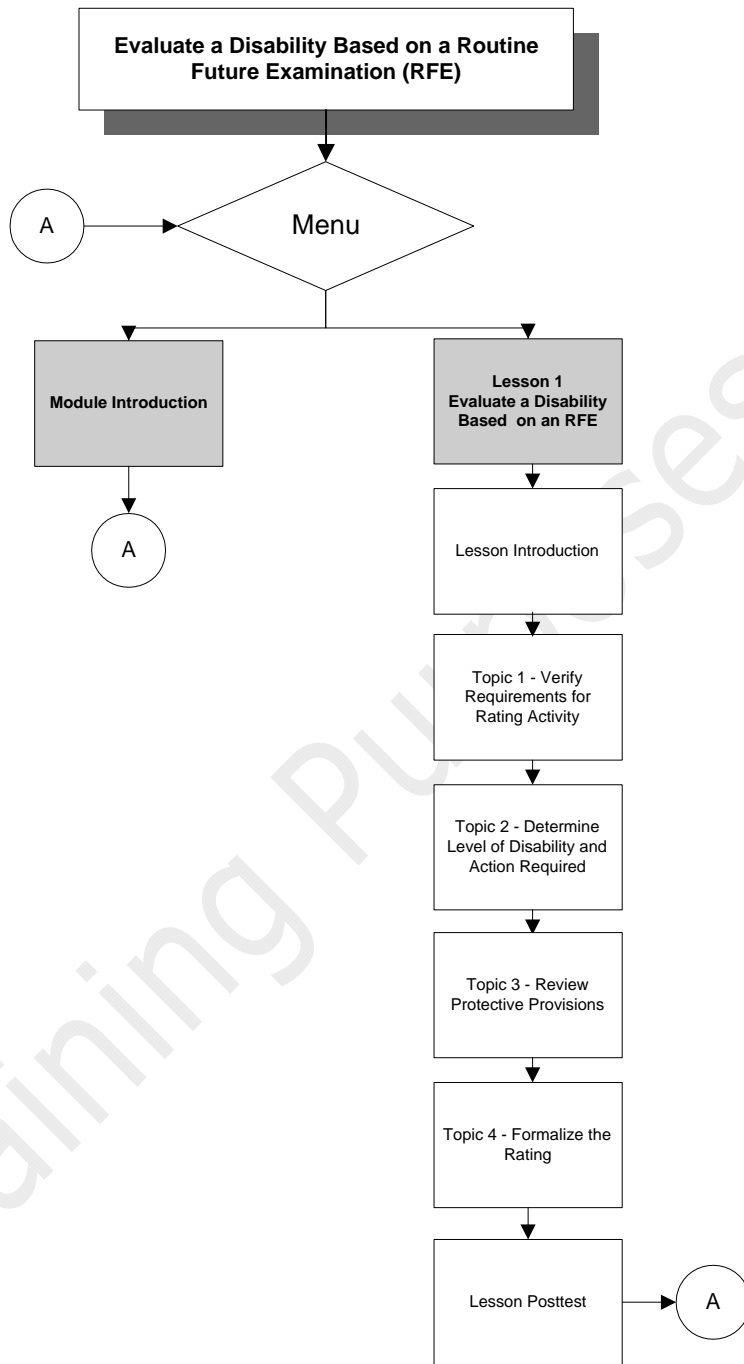 Evaluate a Disability Based on a Routine
Future Examination (RFE)
A
Menu
Module Introduction
A
Lesson 1
Evaluate a Disability
Based on an RFE
Lesson Introduction
Topic 1 - Verify
Requirements for
Rating Activity
Topic 2 - Determine
Level of Disability and
Action Required
Topic 3 - Review
Protective Provisions
Topic 4 - Formalize the
Rating
Lesson Posttest
A